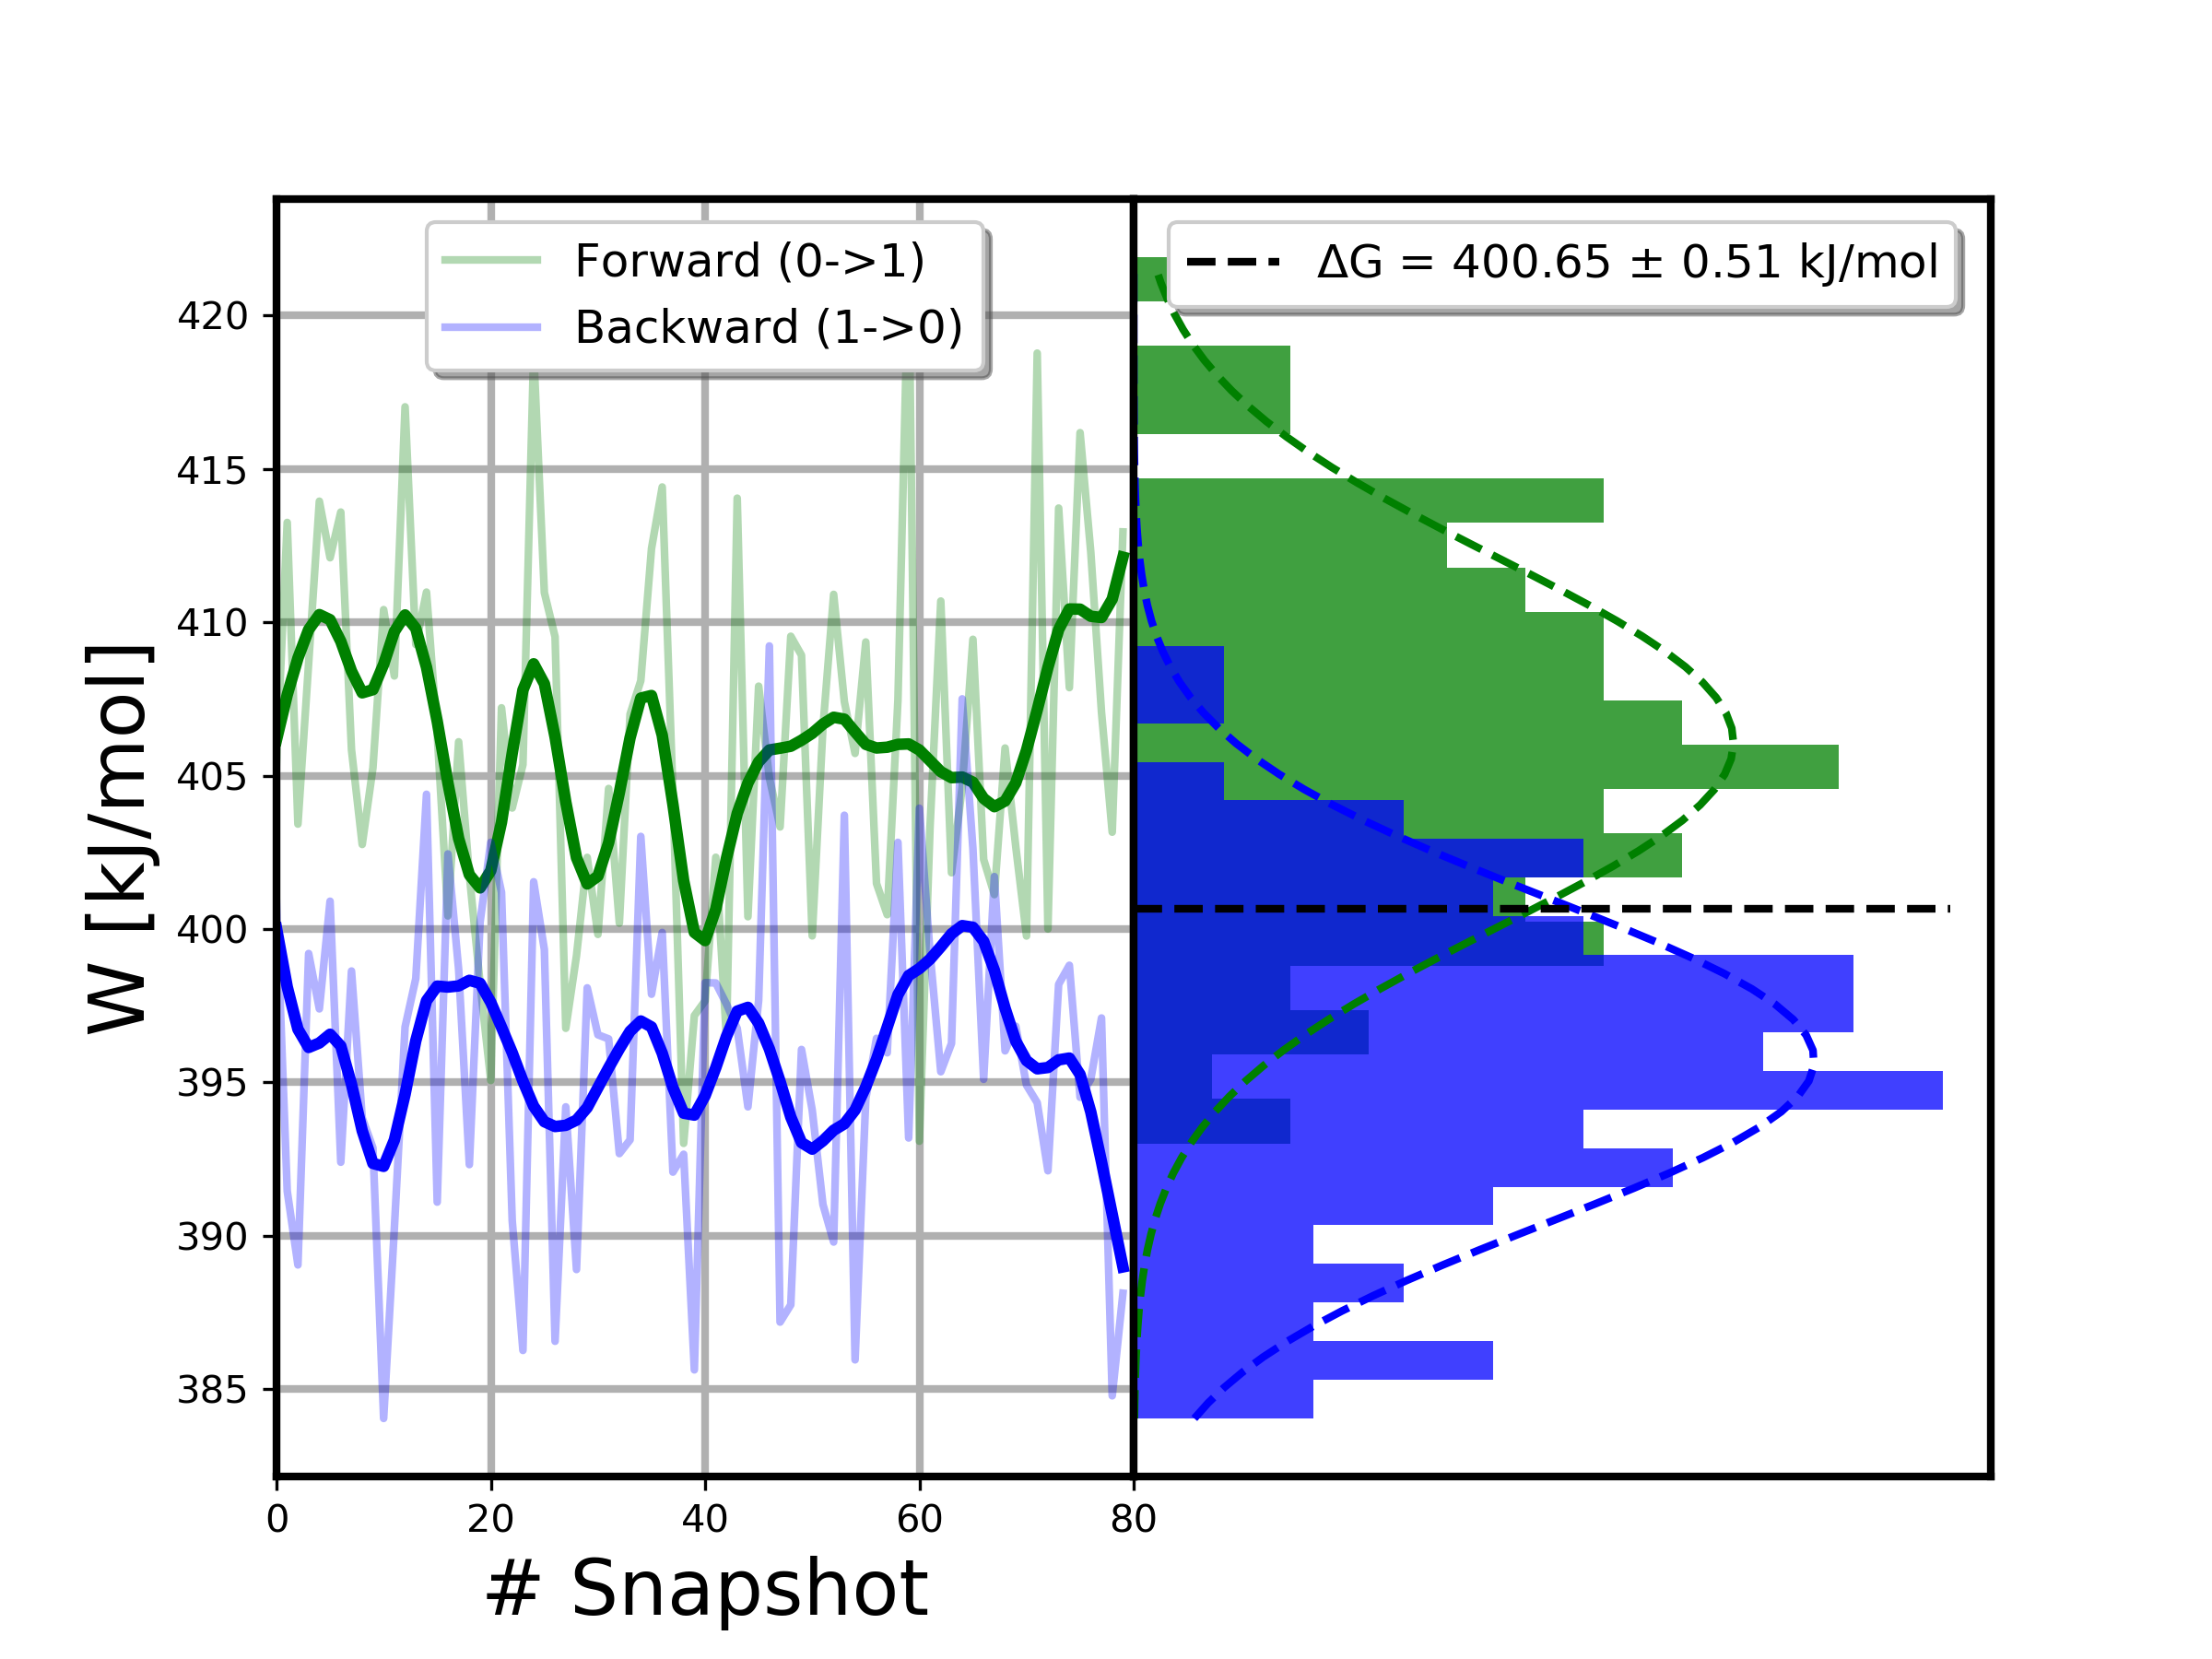 Forward (0->1)
Backward (1->0)
ΔG = 400.65 ± 0.51 kJ/mol
W [kJ/mol]
420
415
410
405
400
395
390
385
0 20 40 60 80
# Snapshot